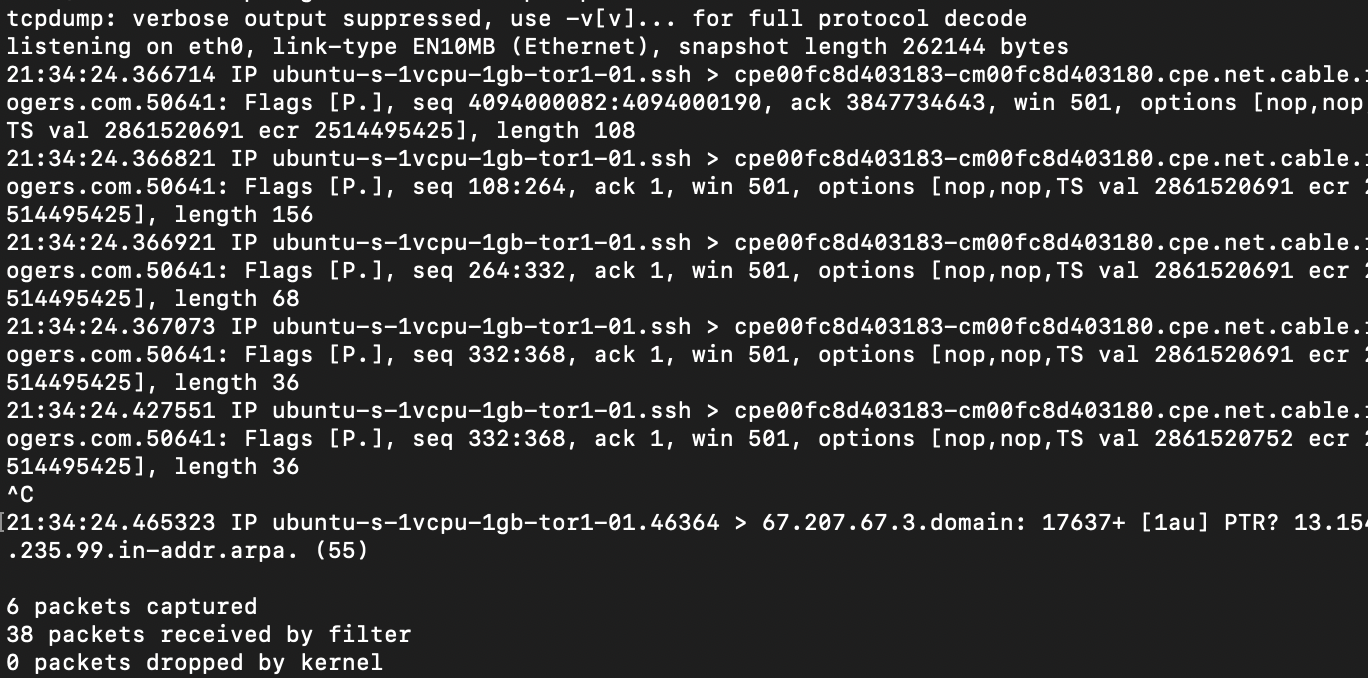 tcpdump: verbose output suppressed, use -v[v]... for full protocol decode
listening on eth0, link-type EN10MB (Ethernet), snapshot length 262144 bytes
21:34:24.366714 IP ubuntu-s-1vcpu-1gb-tor1-01.ssh > cpe00fc8d403183-cm00fc8d403180.cpe.net.cable.
ogers.com.50641: Flags [P.], seq 4094000082:4094000190, ack 3847734643, win 501, options [nop,nop,
TS val 2861520691 ecr 2514495425], length 108
21:34:24.366821 IP ubuntu-s-1vcpu-1gb-tor1-01.ssh > cpe00fc8d403183-cm00fc8d403180.cpe.net.cable.
ogers.com.50641: Flags [P.], seq 108:264, ack 1, win 501, options [nop,nop,TS val 2861520691 ecr
514495425], length 156
21:34:24.366921 IP ubuntu-s-1vcpu-1gb-tor1-01.ssh > cpe00fc8d403183-cm00fc8d403180.cpe.net.cable.
ogers.com.50641: Flags [P.], seq 264:332, ack 1, win 501, options [nop,nop,TS val 2861520691 ecr
514495425], length 68
21:34:24.367073 IP ubuntu-s-1vcpu-1gb-tor1-01.ssh > cpe00fc8d403183-cm00fc8d403180.cpe.net.cable.
ogers.com.50641: Flags [P.], seq 332:368, ack 1, win 501, options [nop,nop,TS val 2861520691 ecr
514495425], length 36
21:34:24.427551 IP ubuntu-s-1vcpu-1gb-tor1-01.ssh > cpe00fc8d403183-cm00fc8d403180.cpe.net.cable.
ogers.com.50641: Flags [P.], seq 332:368, ack 1, win 501, options [nop,nop,TS val 2861520752 ecr
514495425], length 36
^C
[21:34:24.465323 IP ubuntu-s-1vcpu-1gb-tor1-01.46364 > 67.207.67.3.domain: 17637+ [1au] PTR? 13.154
.235.99.in-addr.arpa. (55)
6 packets captured
38 packets received by filter
0 packets dropped by kernel